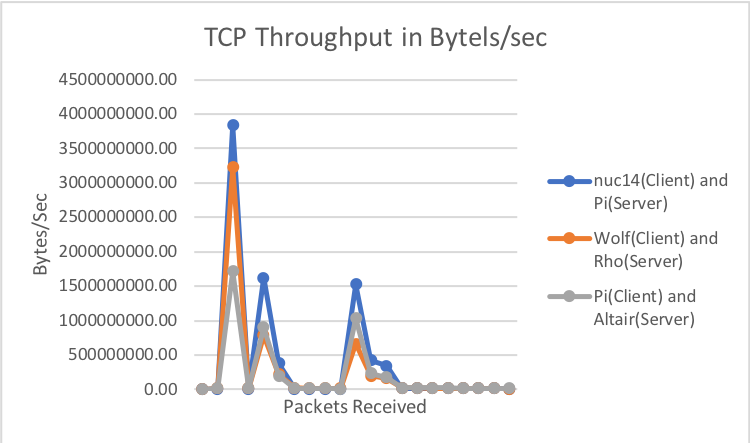 TCP Throughput in Bytels/sec
4500000000.00
4000000000.00
3500000000.00
3000000000.00
2500000000.00
2000000000.00
1500000000.00
1000000000.00
500000000.00
0.00
Bytes/Sec
Packets Received
nuc14(Client) and
Pi(Server)
Wolf(Client) and
Rho(Server)
Pi(Client) and
Altair(Server)